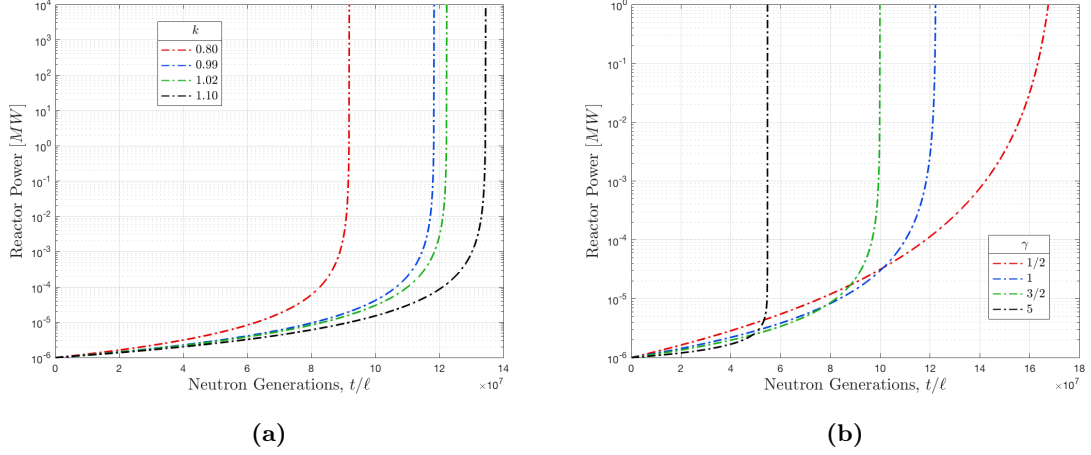 10^4
10^3
10^2
10^1
10^0
10^-1
10^-2
10^-3
10^-4
10^-5
10^-6
Reactor Power [MW]
k
0.80
0.99
1.02
1.10
0 2 4 6 8 10 12 14
×10^7
Neutron Generations, t/ℓ
(a)
10^0
10^-1
10^-2
10^-3
10^-4
10^-5
10^-6
Reactor Power [MW]
γ
1/2
1
3/2
5
0 2 4 6 8 10 12 14 16 18
×10^7
Neutron Generations, t/ℓ
(b)